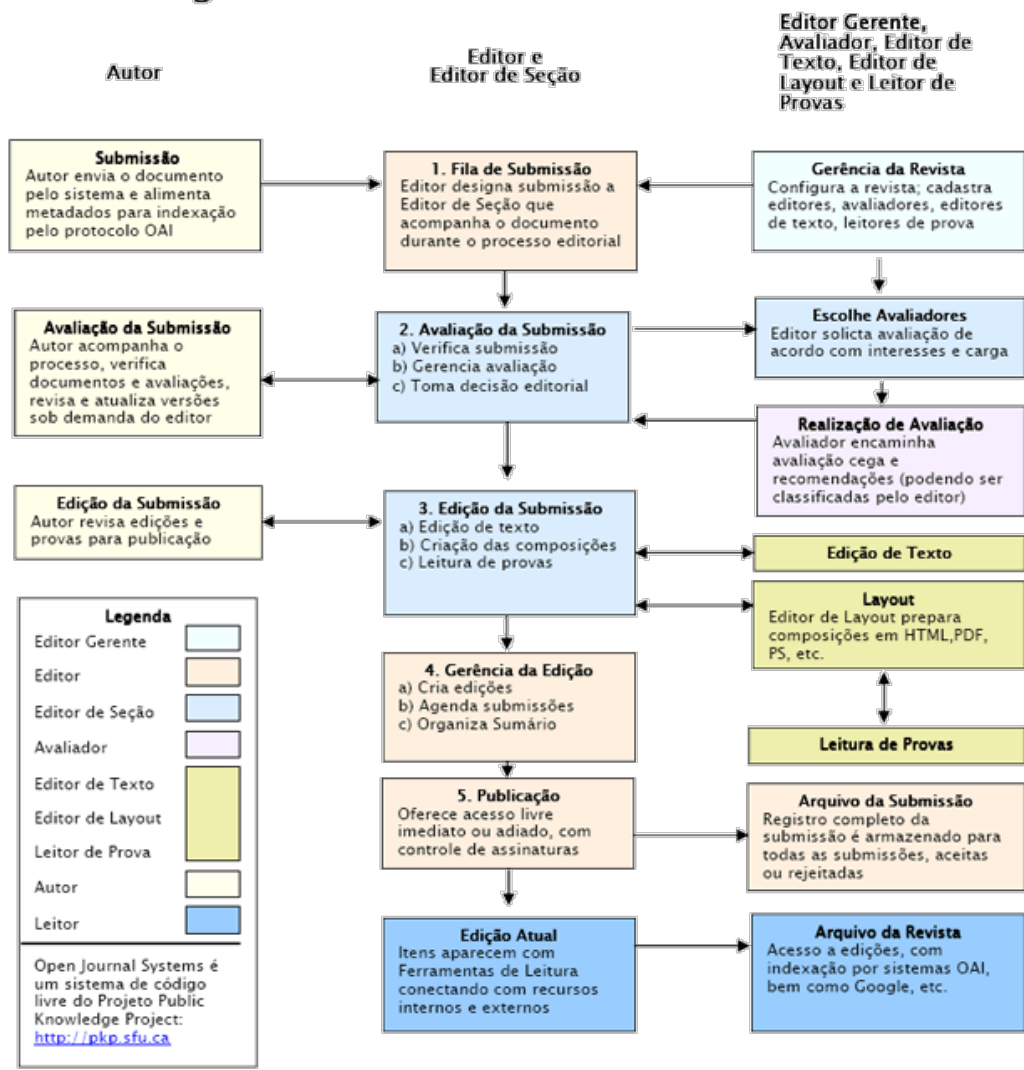 Autor
Editor e
Editor de Seção
Editor Gerente,
Avaliador, Editor de
Texto, Editor de
Layout e Leitor de
Provas
Submissão
Autor envia o documento
pelo sistema e alimenta
metadados para indexação
pelo protocolo OAI
1. Fila de Submissão
Editor designa submissão a
Editor de Seção que
acompanha o documento
durante o processo editorial
Gerência da Revista
Configura a revista; cadastra
editores, avaliadores, editores
de texto, leitores de prova
Avaliação da Submissão
Autor acompanha o
processo, verifica
documentos e avaliações,
revisa e atualiza versões
sob demanda do editor
2. Avaliação da Submissão
a) Verifica submissão
b) Gerencia avaliação
c) Toma decisão editorial
Escolhe Avaliadores
Editor solicta avaliação de
acordo com interesses e carga
Realização de Avaliação
Avaliador encaminha
avaliação cega e
recomendações (podendo ser
classificadas pelo editor)
Edição da Submissão
Autor revisa edições e
provas para publicação
3. Edição da Submissão
a) Edição de texto
b) Criação das composições
c) Leitura de provas
Edição de Texto
Layout
Editor de Layout prepara
composições em HTML,PDF,
PS, etc.
Leitura de Provas
4. Gerência da Edição
a) Cria edições
b) Agenda submissões
c) Organiza Sumário
5. Publicação
Oferece acesso livre
imediato ou adiado, com
controle de assinaturas
Arquivo da Submissão
Registro completo da
submissão é armazenado para
todas as submissões, aceitas
ou rejeitadas
Edição Atual
Itens aparecem com
Ferramentas de Leitura
conectando com recursos
internos e externos
Arquivo da Revista
Acesso a edições, com
indexação por sistemas OAI,
bem como Google, etc.
Legenda
Editor Gerente
Editor
Editor de Seção
Avaliador
Editor de Texto
Editor de Layout
Leitor de Prova
Autor
Leitor
Open Journal Systems é
um sistema de código
livre do Projeto Public
Knowledge Project:
http://pkp.sfu.ca